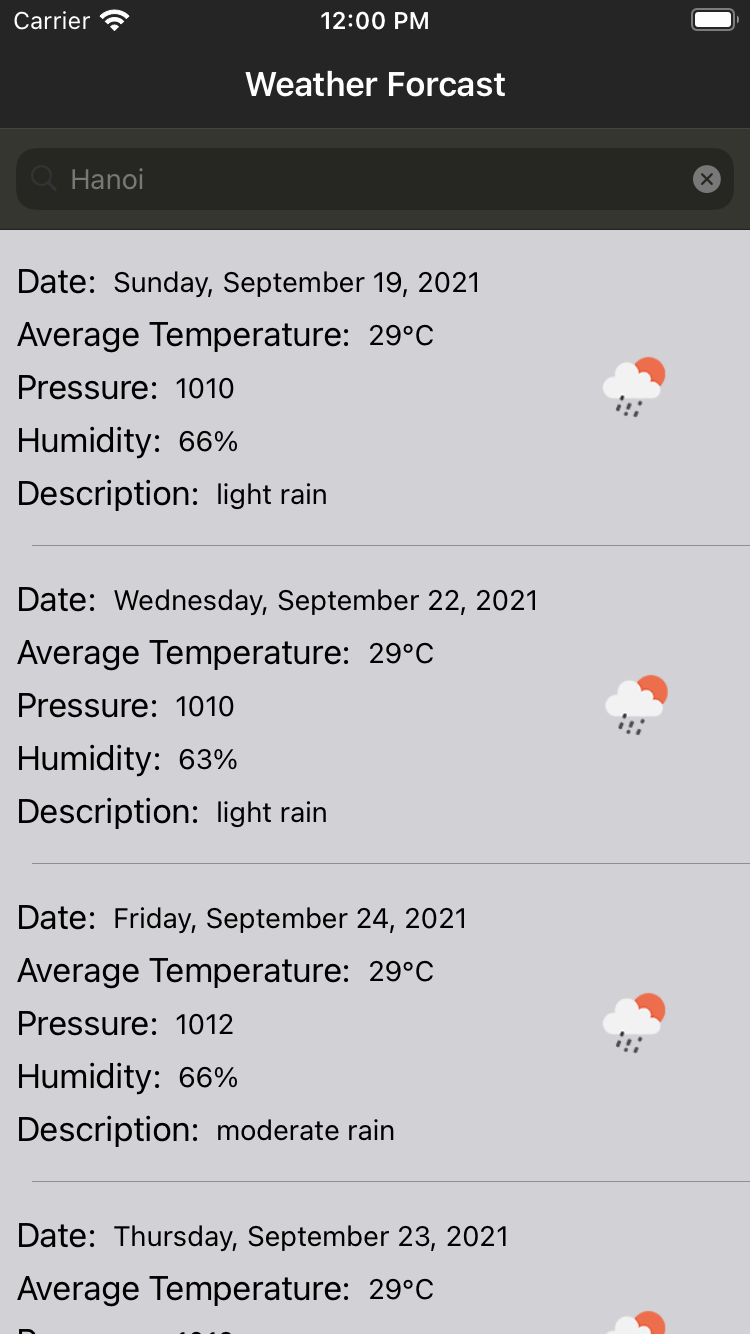 Carrier 12:00 PM
Weather Forcast
Hanoi
Date: Sunday, September 19, 2021
Average Temperature: 29°C
Pressure: 1010
Humidity: 66%
Description: light rain
Date: Wednesday, September 22, 2021
Average Temperature: 29°C
Pressure: 1010
Humidity: 63%
Description: light rain
Date: Friday, September 24, 2021
Average Temperature: 29°C
Pressure: 1012
Humidity: 66%
Description: moderate rain
Date: Thursday, September 23, 2021
Average Temperature: 29°C